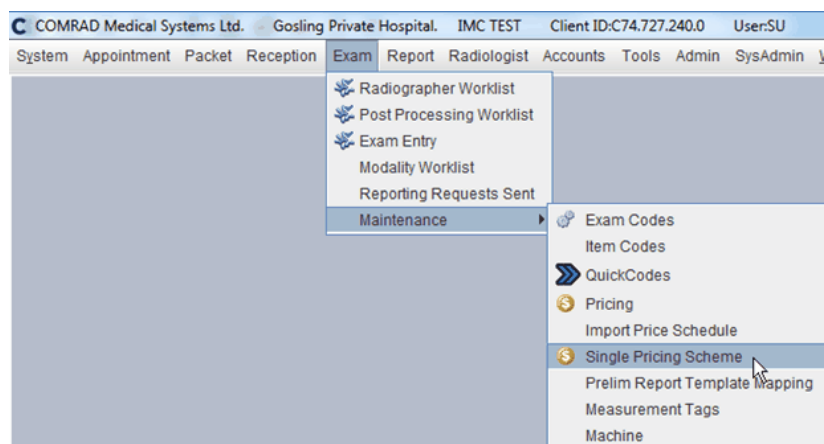 C COMRAD Medical Systems Ltd. - Gosling Private Hospital. IMC TEST Client ID:C74.727.240.0 User:SU
System Appointment Packet Reception Exam Report Radiologist Accounts Tools Admin SysAdmin
Radiographer Worklist
Post Processing Worklist
Exam Entry
Modality Worklist
Reporting Requests Sent
Maintenance
Exam Codes
Item Codes
QuickCodes
Pricing
Import Price Schedule
Single Pricing Scheme
Prelim Report Template Mapping
Measurement Tags
Machine